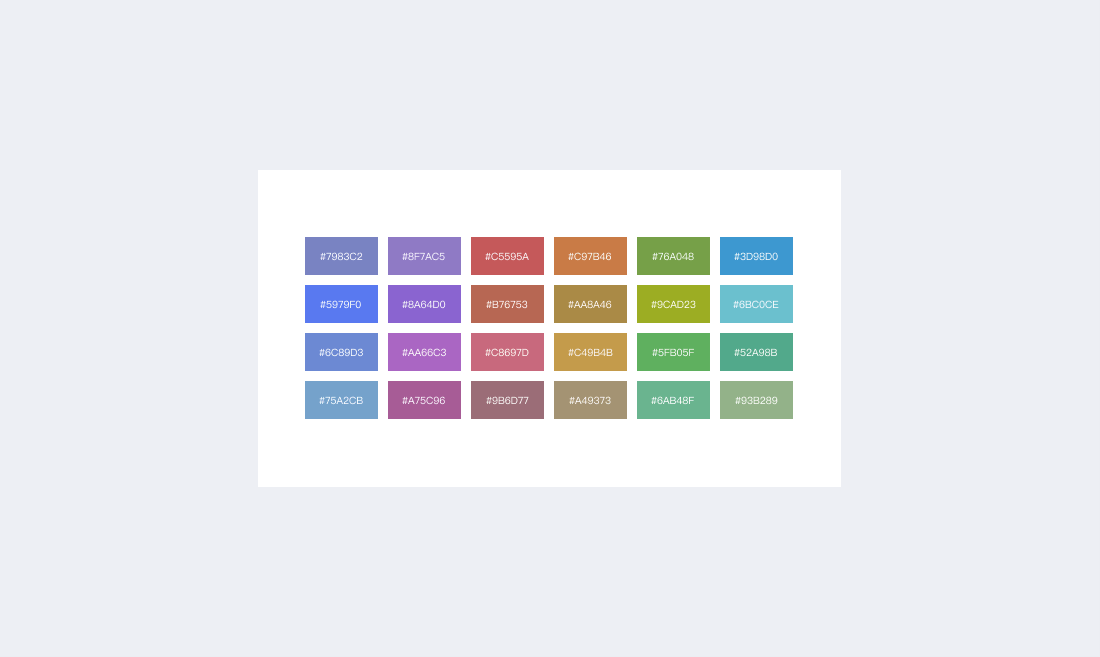 #7983C2 #8F7AC5 #C5595A #C97B46 #76A048 #3D98D0
#5979F0 #8A64D0 #B76753 #AA8A46 #9CAD23 #6BC0CE
#6C89D3 #AA66C3 #C8697D #C49B4B #5FB05F #52A98B
#75A2CB #A75C96 #9B6D77 #A49373 #6AB48F #93B289